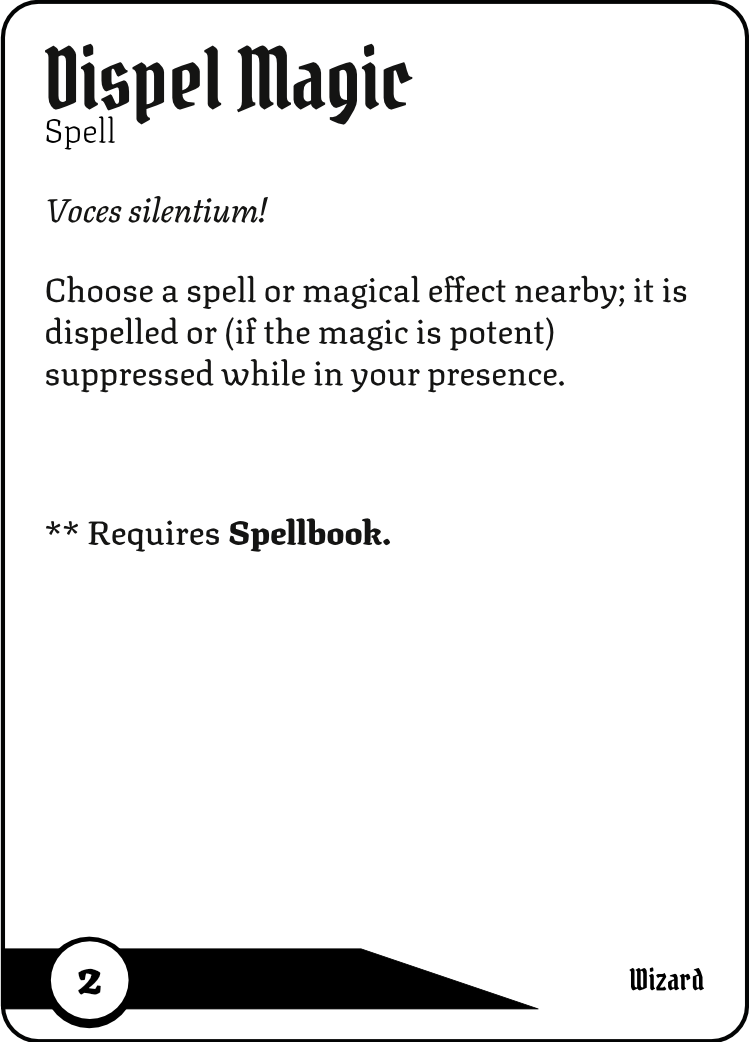 Dispel Magic
Spell
Voces silentium!
Choose a spell or magical effect nearby; it is
dispelled or (if the magic is potent)
suppressed while in your presence.
** Requires Spellbook.
2
Wizard